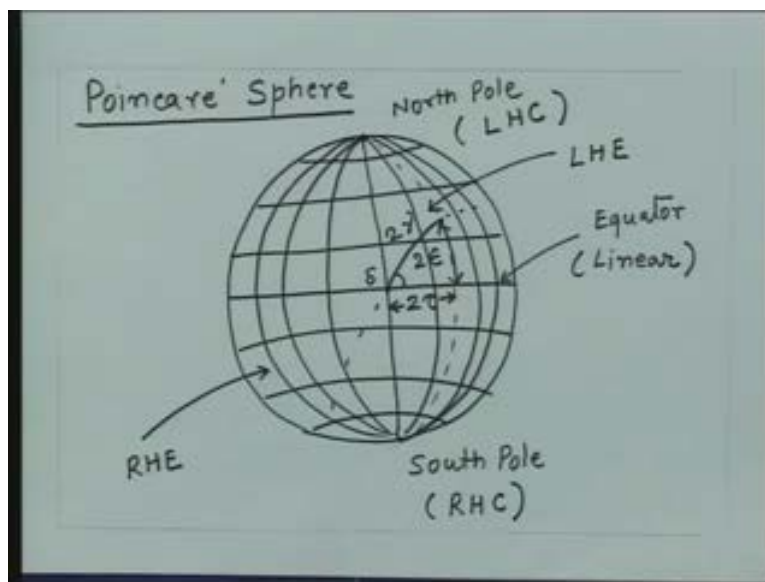 Poincare' Sphere
North Pole
(LHC)
LHE
Equator
(Linear)
2γ
δ
2ε
2τ
RHE
South Pole
(RHC)